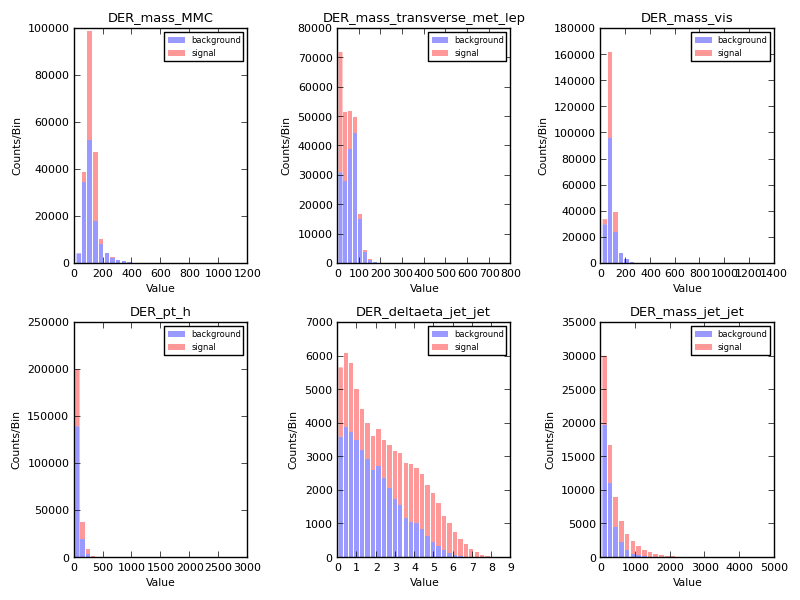 DER_mass_MMC
100000
80000
60000
40000
20000
0
Counts/Bin
background
signal
0 200 400 600 800 1000 1200
Value
DER_mass_transverse_met_lep
80000
70000
60000
50000
40000
30000
20000
10000
0
Counts/Bin
background
signal
0 100 200 300 400 500 600 700 800
Value
DER_mass_vis
180000
160000
140000
120000
100000
80000
60000
40000
20000
0
Counts/Bin
background
signal
0 200 400 600 800 1000 1200 1400
Value
DER_pt_h
250000
200000
150000
100000
50000
0
Counts/Bin
background
signal
0 500 1000 1500 2000 2500 3000
Value
DER_deltaeta_jet_jet
7000
6000
5000
4000
3000
2000
1000
0
Counts/Bin
background
signal
0 1 2 3 4 5 6 7 8 9
Value
DER_mass_jet_jet
35000
30000
25000
20000
15000
10000
5000
0
Counts/Bin
background
signal
0 1000 2000 3000 4000 5000
Value